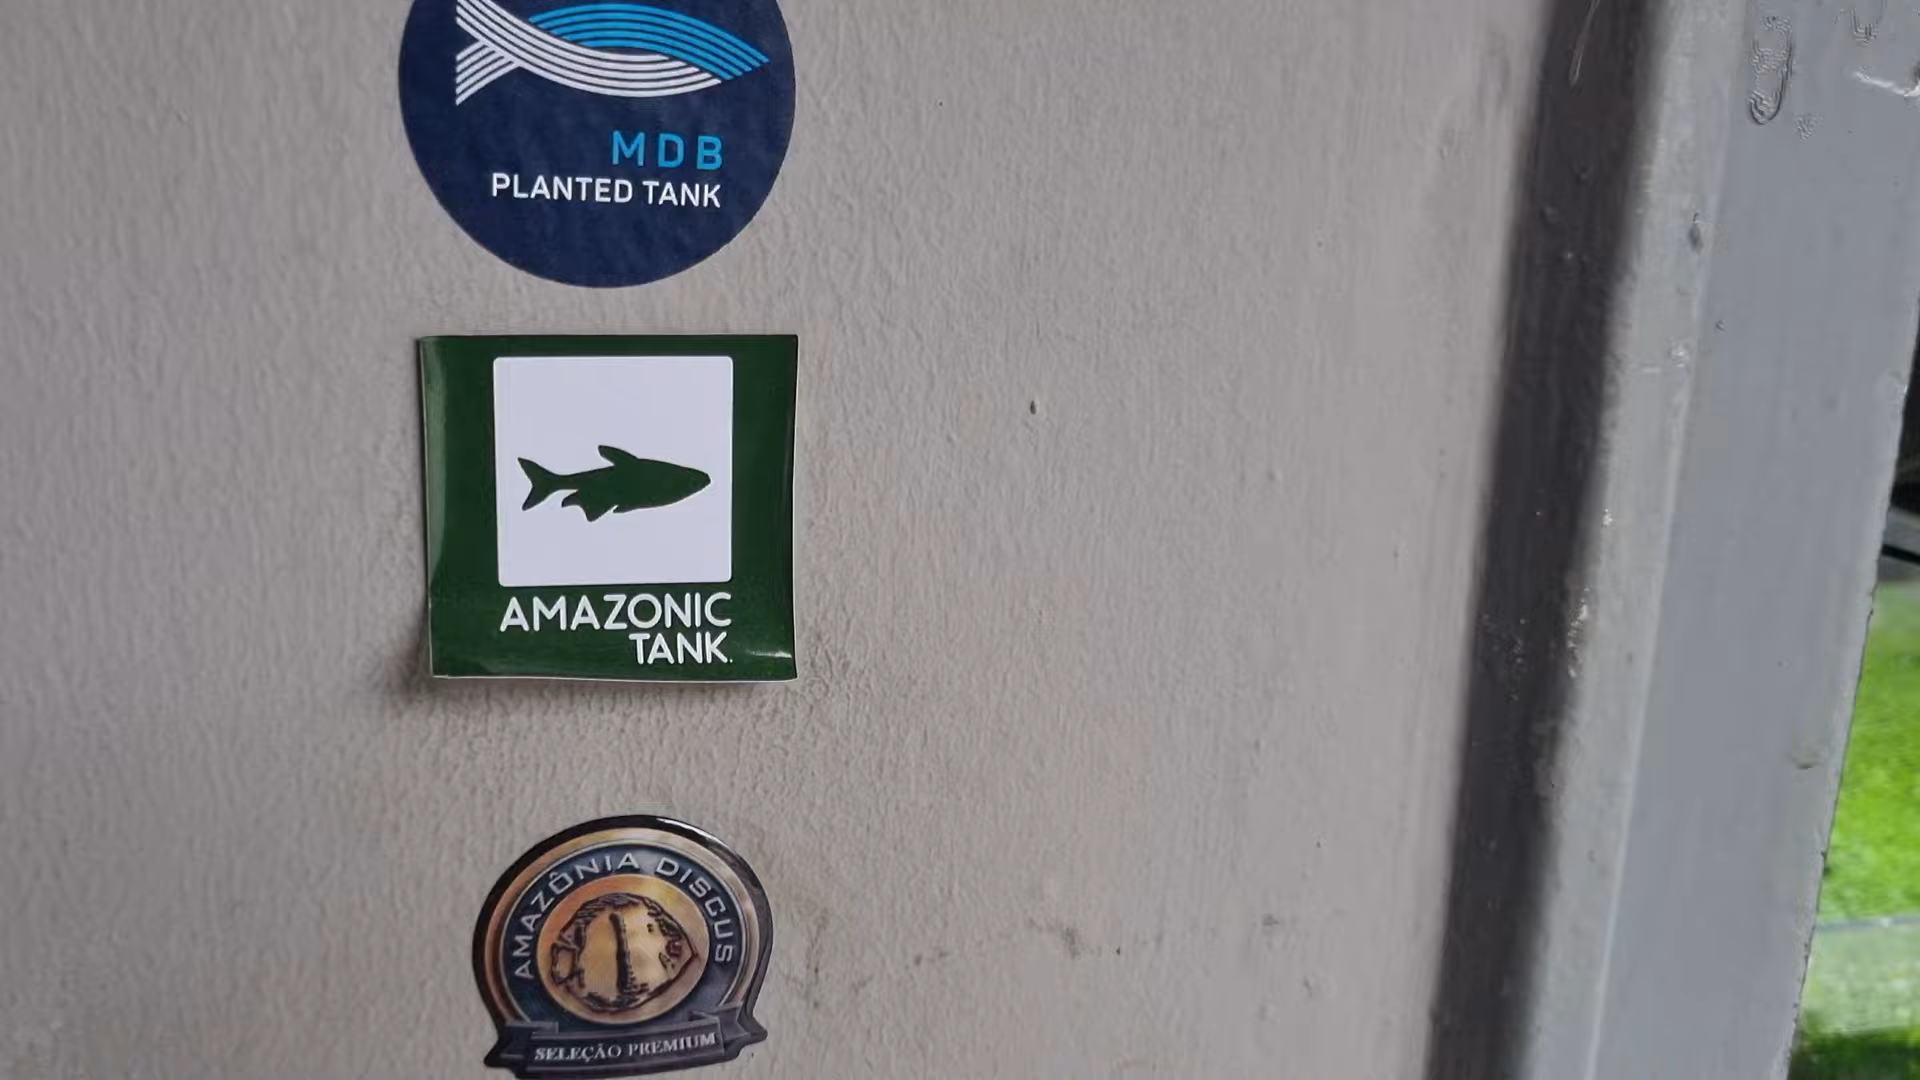 MDB
PLANTED TANK
AMAZONIC
TANK.
AMAZÔNIA DISCUS
SELEÇÃO PREMIUM